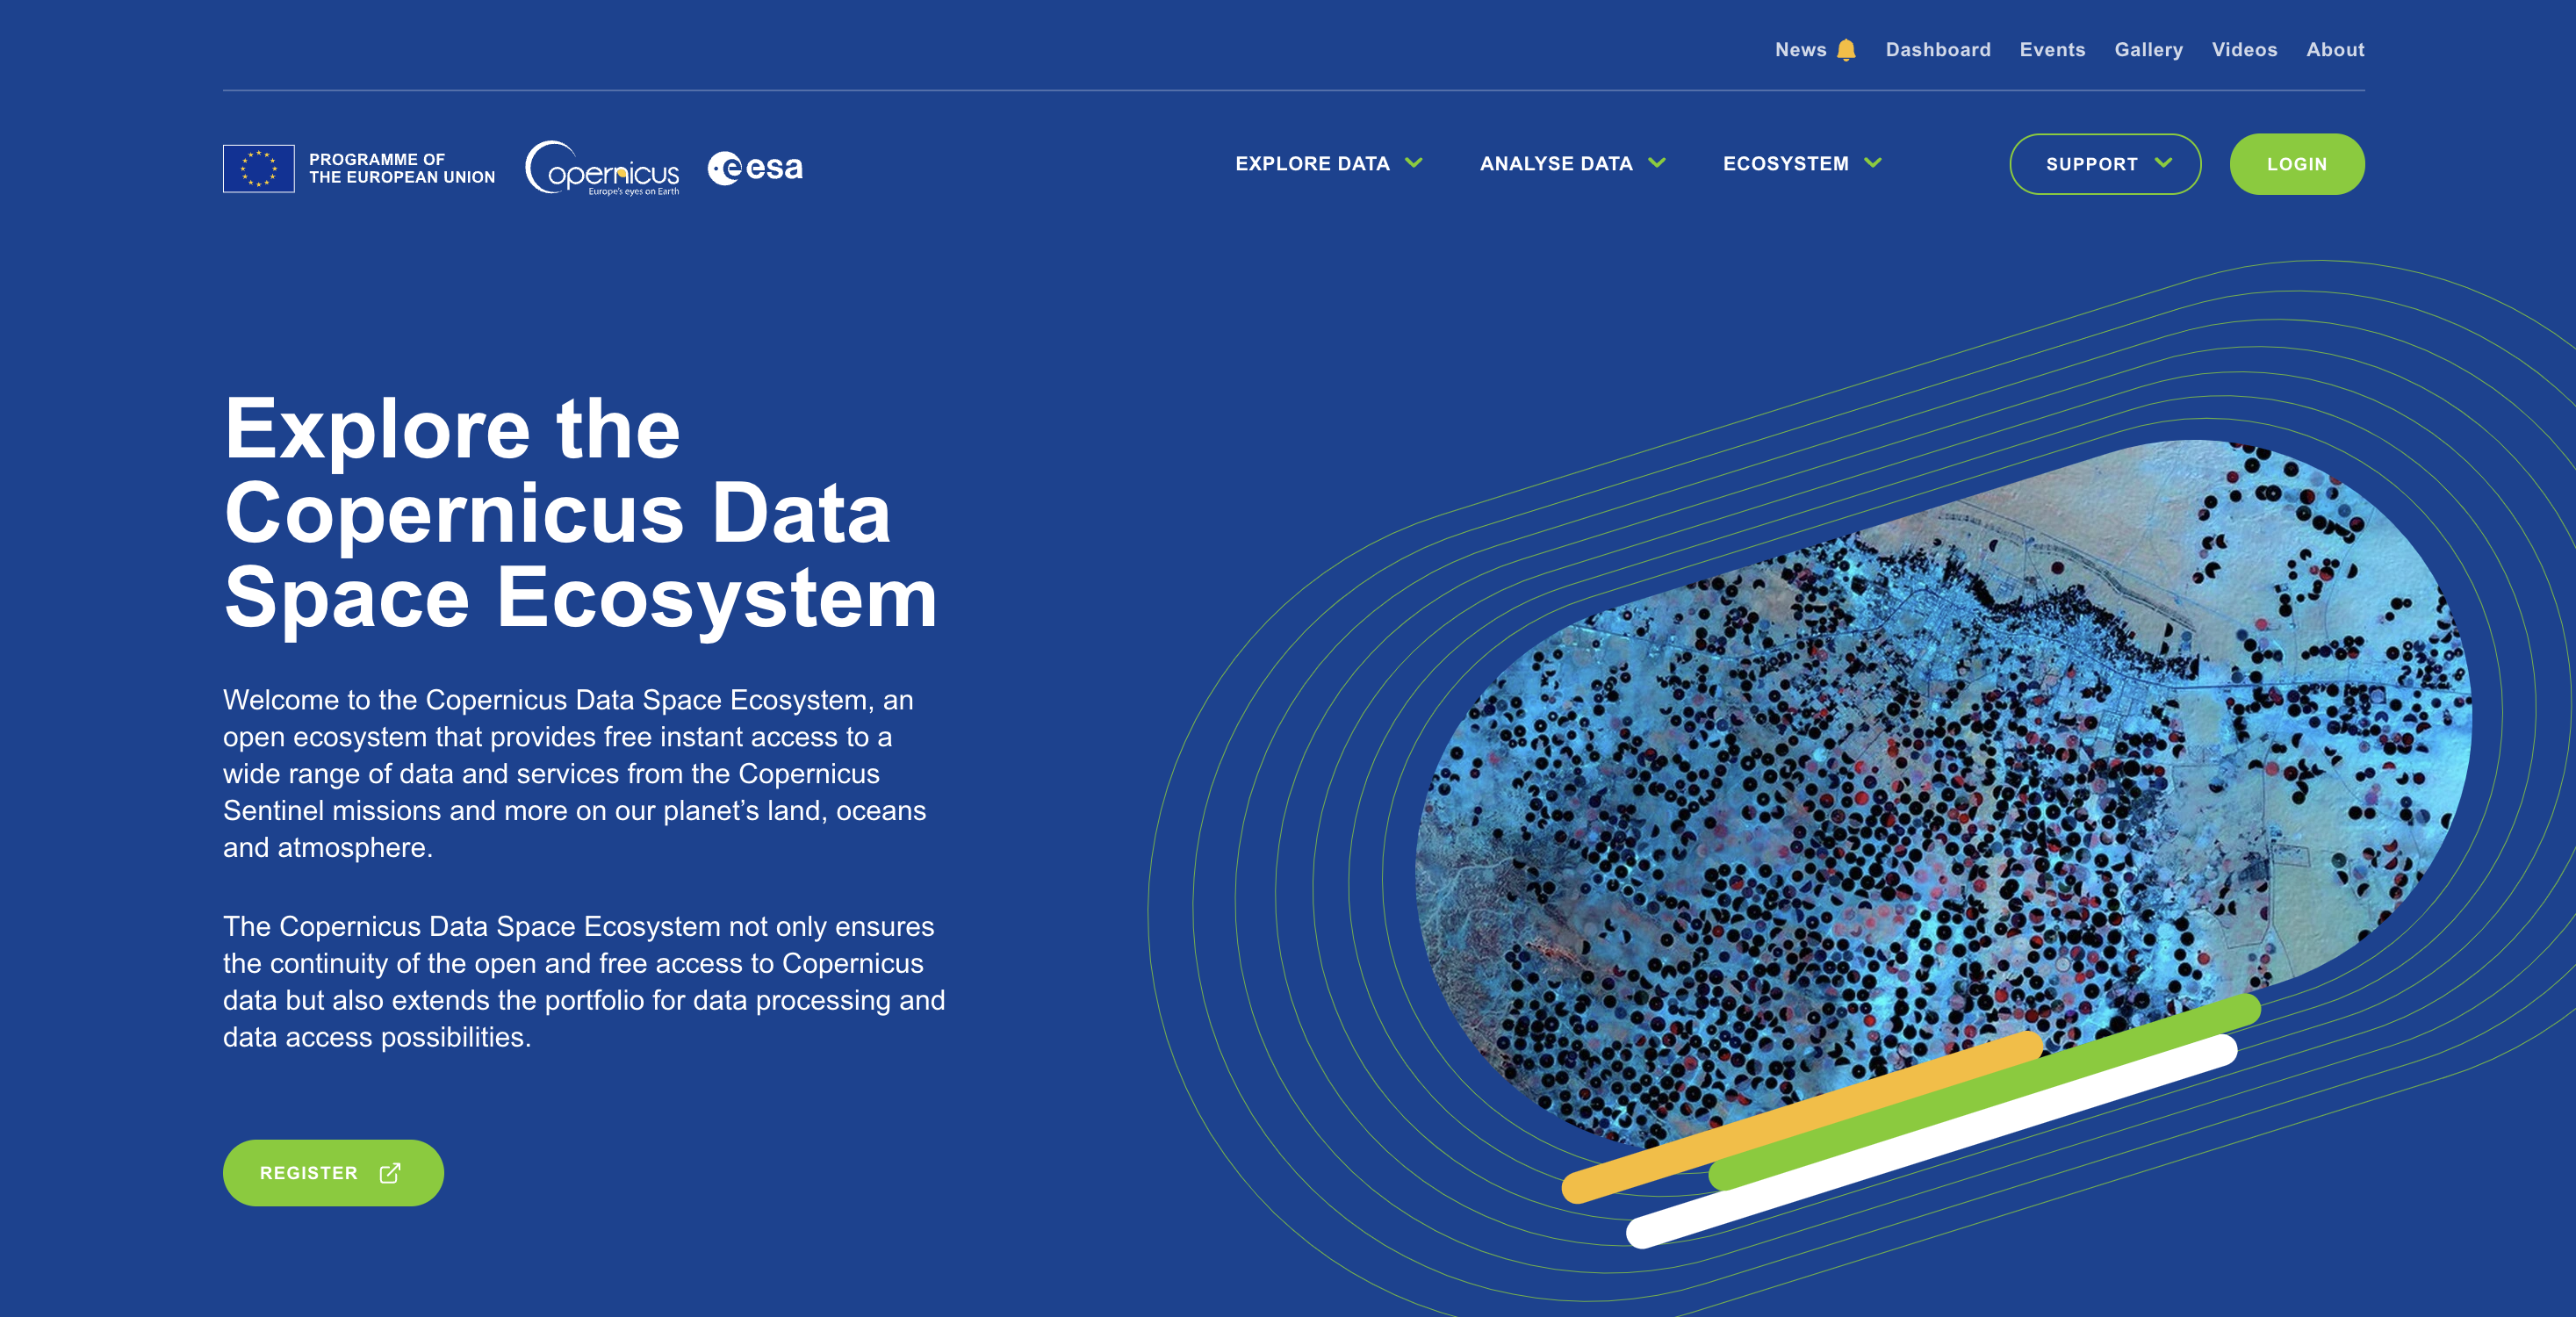 News Dashboard Events Gallery Videos About
PROGRAMME OF
THE EUROPEAN UNION
Copernicus
Europe's eyes on Earth
esa
EXPLORE DATA ANALYSE DATA ECOSYSTEM SUPPORT LOGIN
Explore the
Copernicus Data
Space Ecosystem
Welcome to the Copernicus Data Space Ecosystem, an
open ecosystem that provides free instant access to a
wide range of data and services from the Copernicus
Sentinel missions and more on our planet’s land, oceans
and atmosphere.
The Copernicus Data Space Ecosystem not only ensures
the continuity of the open and free access to Copernicus
data but also extends the portfolio for data processing and
data access possibilities.
REGISTER